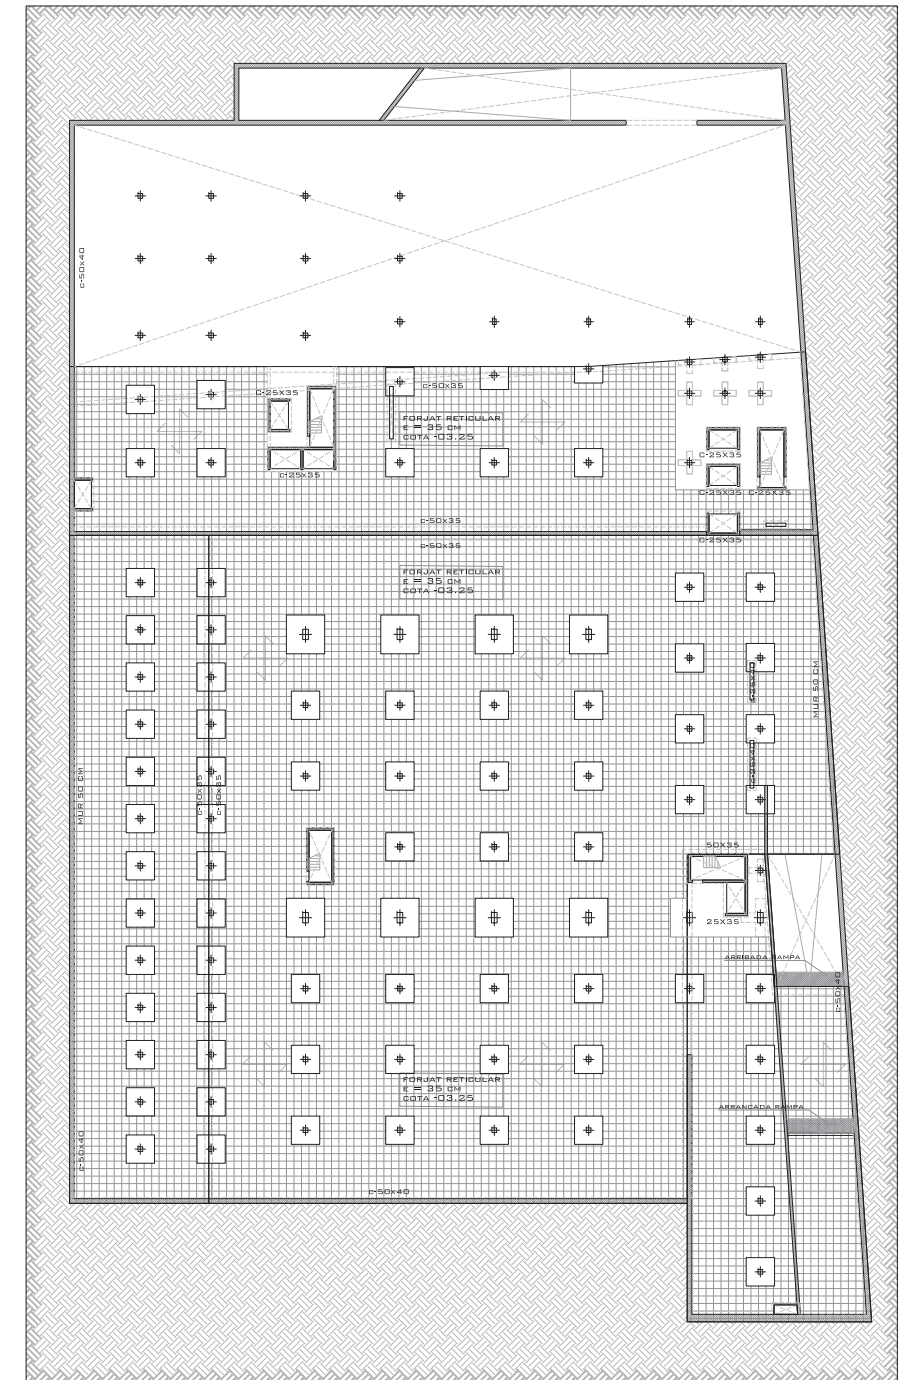 c-50x40
C-25X35
c-50x35
FORJAT RETICULAR
E = 35 CM
COTA -03.25
C-25X35
c-25x35
C-25X35
C-25X35
c-50x35
C-25X35
c-50x35
FORJAT RETICULAR
E = 35 CM
COTA -03.25
MUR 50 CM
MUR 50 CM
c-50x35
c-50x35
50X35
25X35
ARRIBADA RAMPA
c-50x40
FORJAT RETICULAR
E = 35 CM
COTA -03.25
ARRANCADA RAMPA
c-50x40
c-50x40